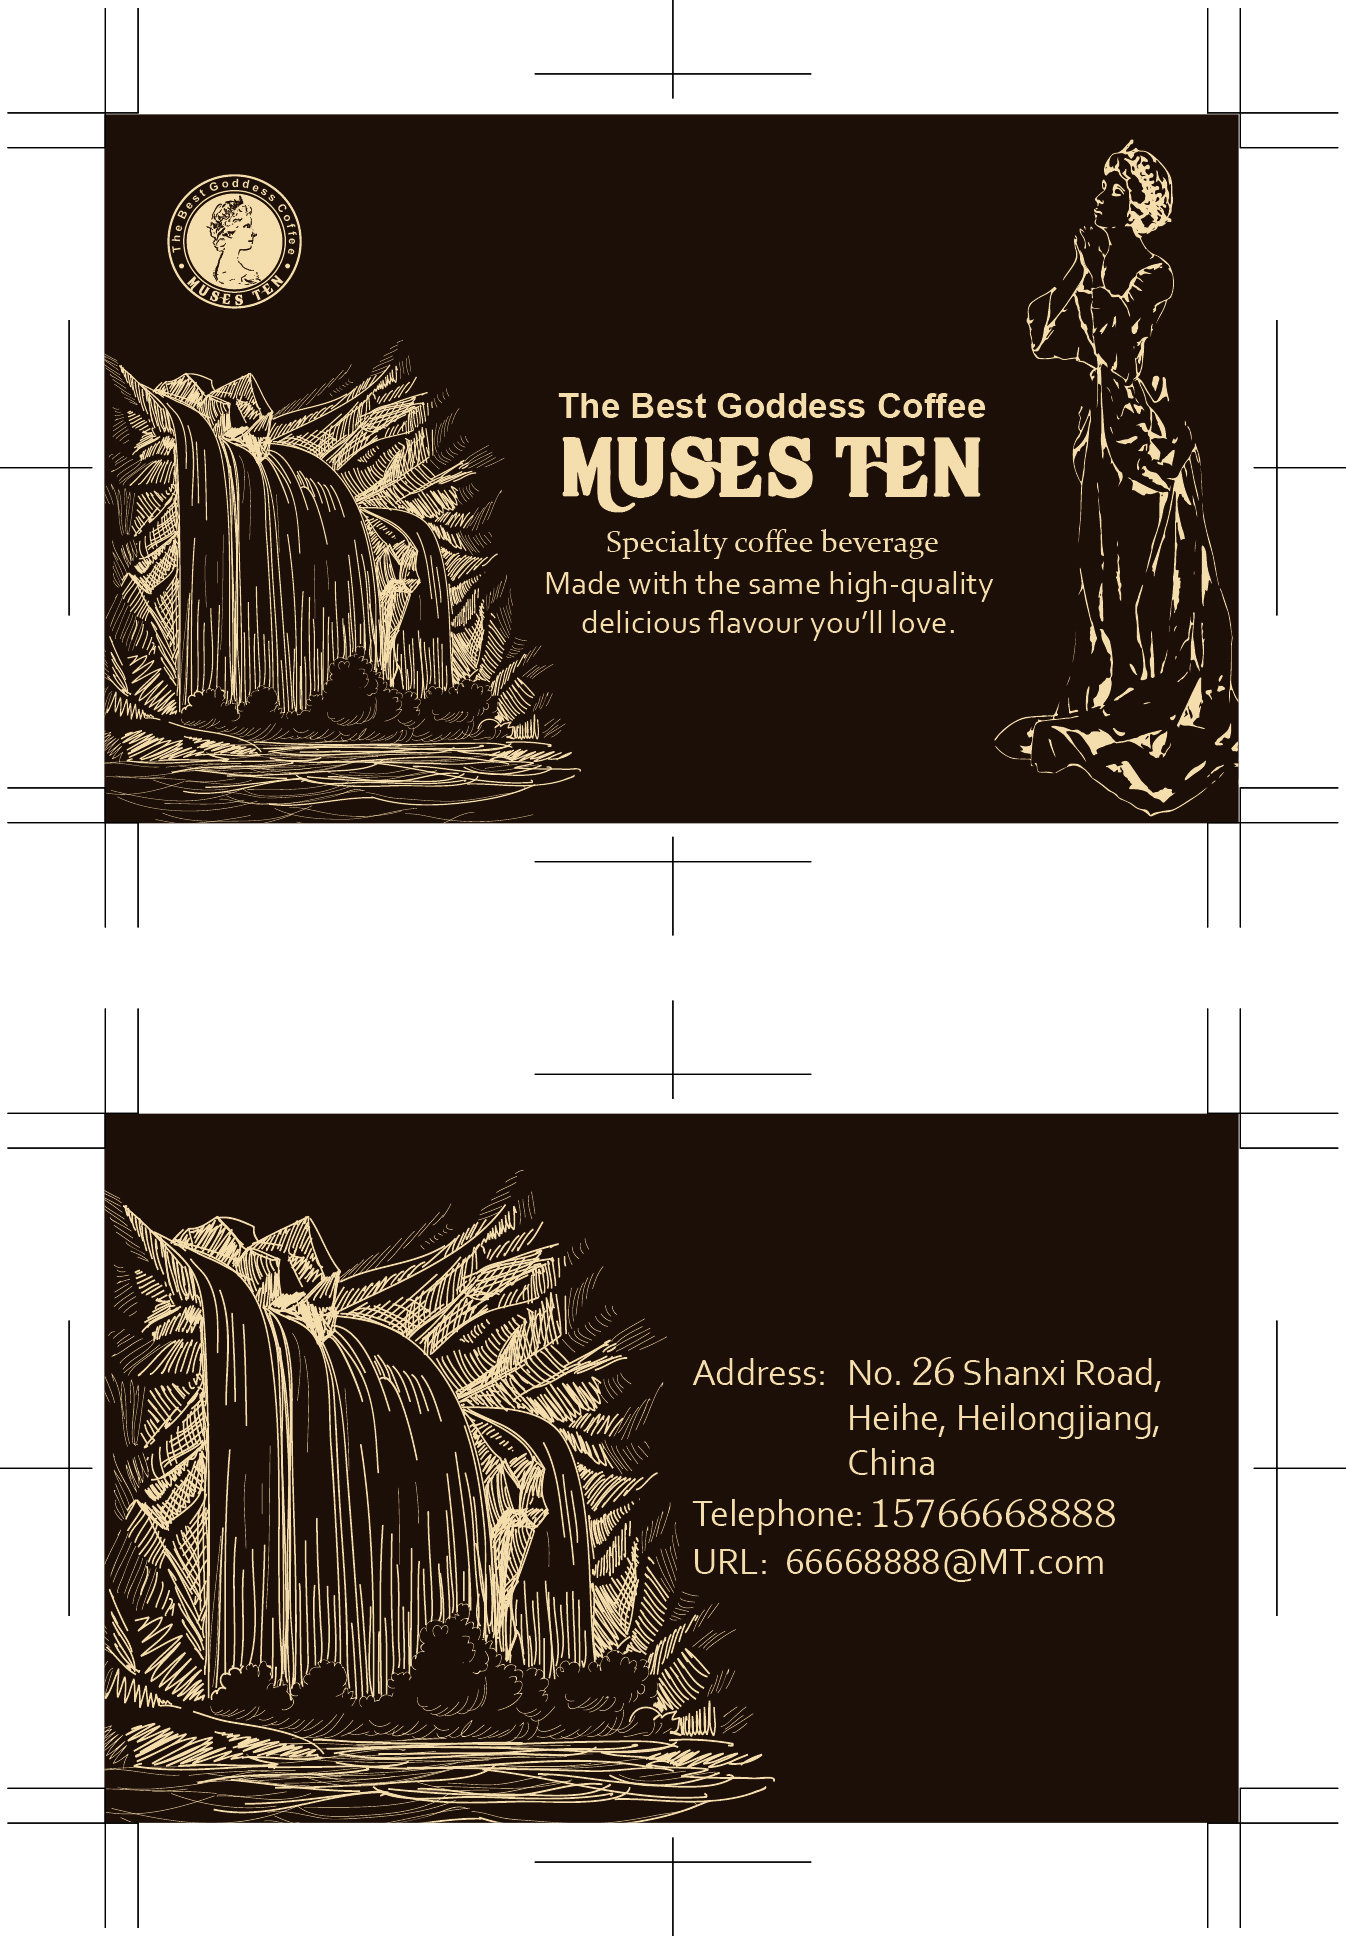 The Best Goddess Coffee
MUSES TEN
The Best Goddess Coffee
MUSES TEN
Specialty coffee beverage
Made with the same high-quality
delicious flavour you’ll love.
Address: No. 26 Shanxi Road,
Heihe, Heilongjiang,
China
Telephone: 15766668888
URL: 66668888@MT.com